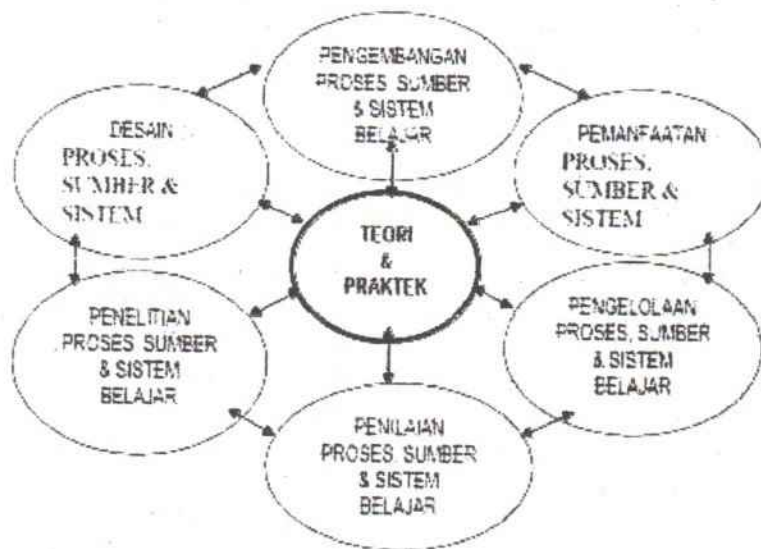 PENGEMBANGAN
PROSES SUMBER
& SISTEM
BELAJAR
DESAIN
PROSES,
SUMBER &
SISTEM
PEMANFAATAN
PROSES,
SUMBER &
SISTEM
TEORI
&
PRAKTEK
PENELITIAN
PROSES SUMBER
& SISTEM
BELAJAR
PENGELOLAAN
PROSES, SUMBER
& SISTEM
BELAJAR
PENILAIAN
PROSES, SUMBER
& SISTEM
BELAJAR